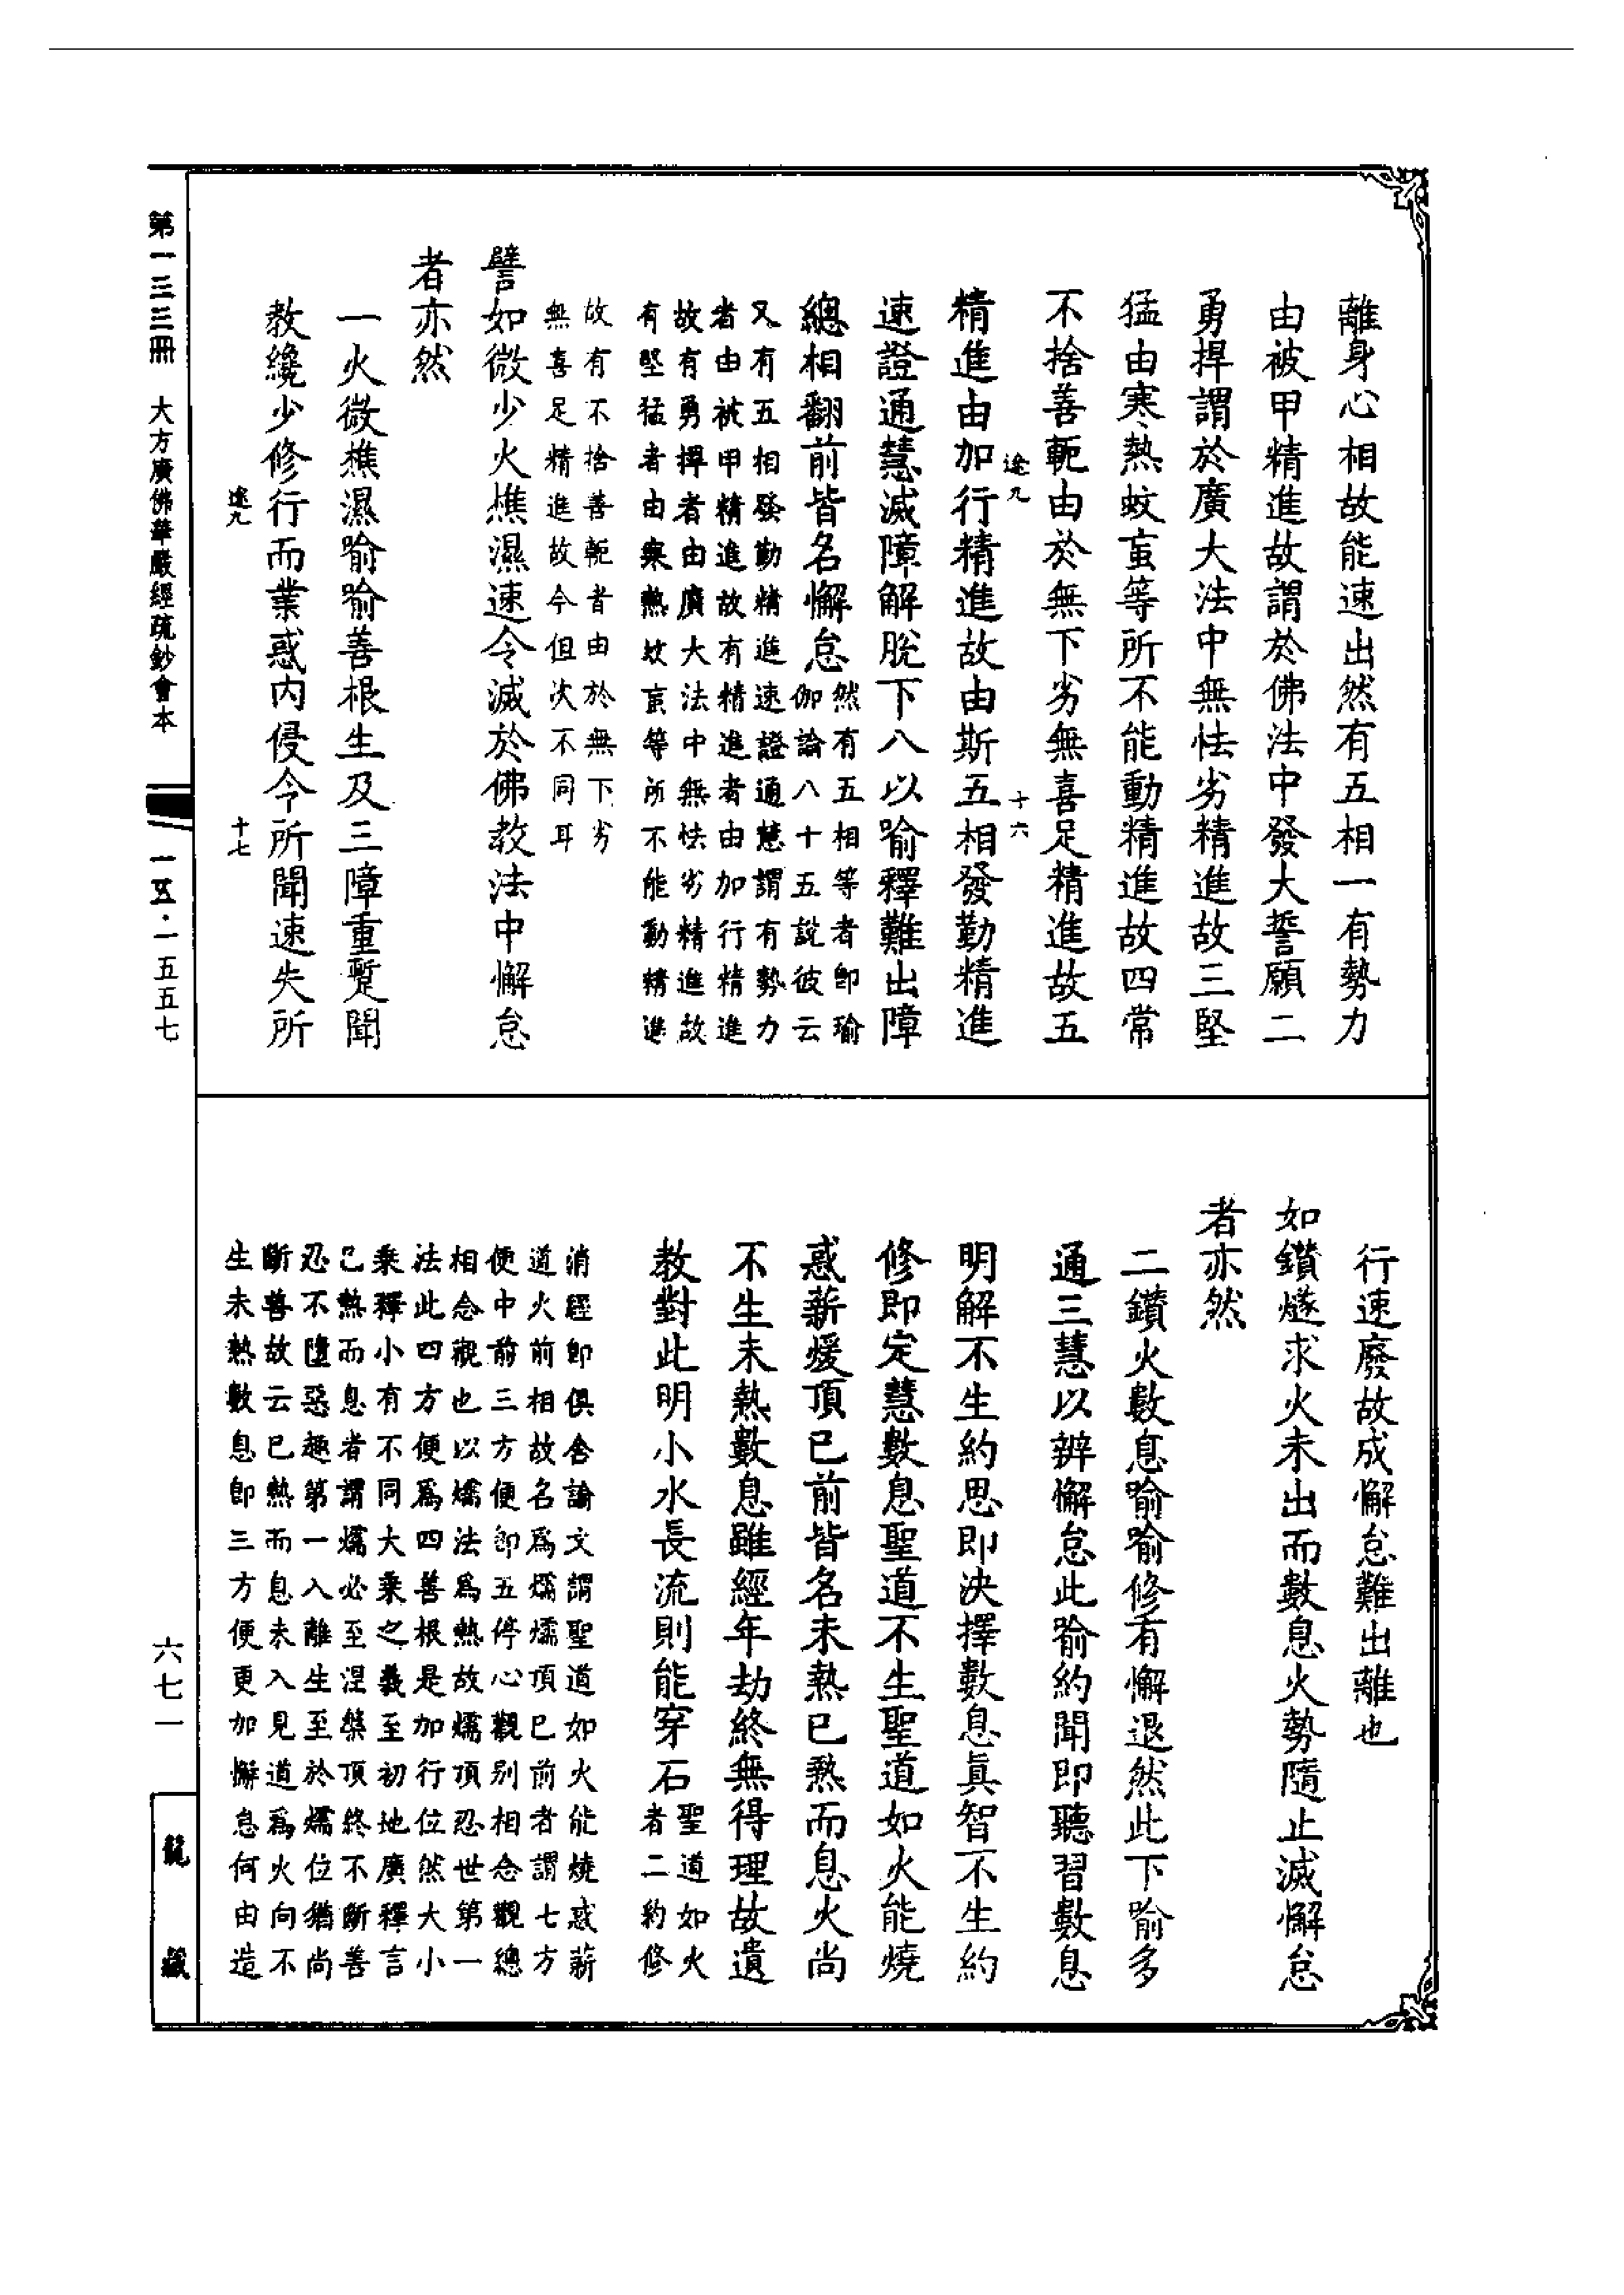 離身心相故能速出然有五相一有勢力
由被甲精進故謂於佛法中發大誓願二
勇捍謂於廣大法中無怯劣精進故三堅
猛由寒熱蚊䖟等所不能動精進故四常
不捨善軛由於無下劣無喜足精進故五
途九 十六
精進由加行精進故由斯五相發勤精進
速證通慧滅障解脫下八以喻釋難出障
總相翻前皆名懈怠然有五相等者即瑜
伽論八十五說彼云
又有五相發勤精進速證通慧謂有勢力
者由被甲精進故有精進者由加行精進
故有勇捍者由廣大法中無怯劣精進故
有堅猛者由寒熱蚊䖟等所不能動精進
故有不捨善軛者由於無下劣
無喜足精進故今但次不同耳
譬如微少火樵濕速令滅於佛教法中懈怠
者亦然
一火微樵濕喻喻善根生及三障重蹔聞
教纔少修行而業惑內侵令所聞速失所
途九 十七
行速廢故成懈怠難出離也
如鑽燧求火未出而數息火勢隨止滅懈怠
者亦然
二鑽火數息喻喻修有懈退然此下喻多
通三慧以辨懈怠此喻約聞即聽習數息
明解不生約思即決擇數息真智不生約
修即定慧數息聖道不生聖道如火能燒
惑薪煖頂已前皆名未熱已熱而息火尚
不生未熱數息雖經年劫終無得理故遺
教對此明小水長流則能穿石聖道如火
者二約修
消經即俱舍論文謂聖道如火能燒惑薪
道火前相故名為燸燸頂已前者謂七方
便中前三方便即五停心觀別相念觀總
相念觀也以燸法為熱故燸頂忍世第一
法此四方便為四善根是加行位然大小
乘釋小有不同大乘之義至初地廣釋言
已熱而息者謂燸必至涅槃頂終不斷善
忍不墮惡趣第一入離生至於燸位猶尚
斷善故云已熱而息未入見道為火向不
生未熱數息即三方便更加懈息何由造
第一三三冊 大方廣佛華嚴經疏鈔會本 一五五·一五五七
六七一
龍藏